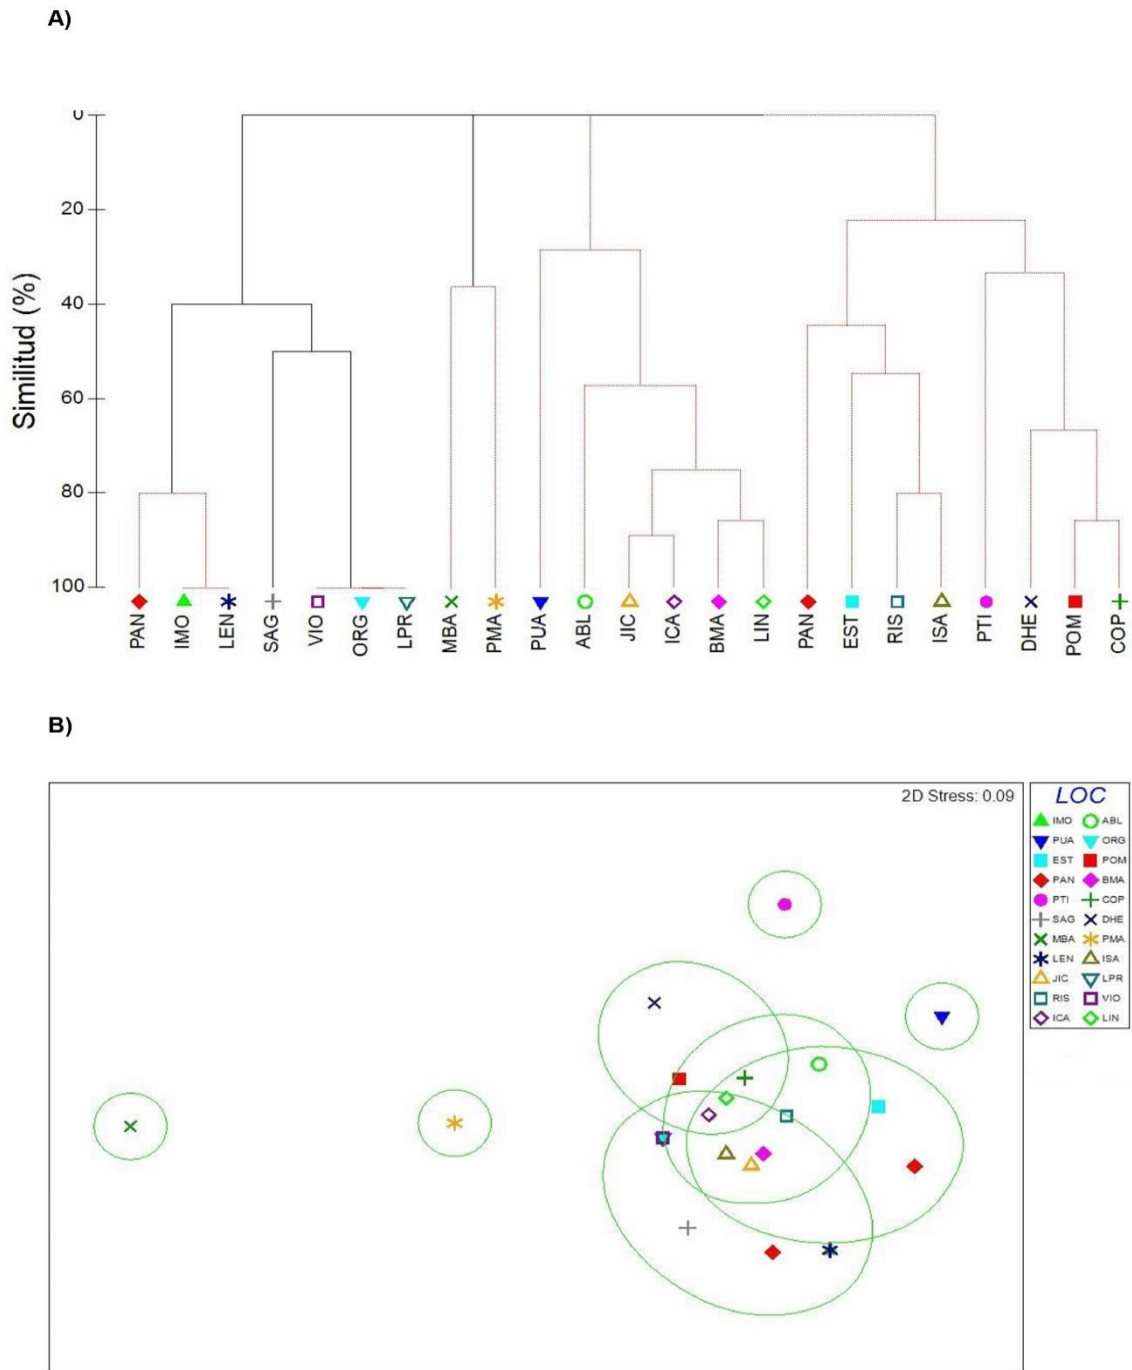 A)
0
20
40
60
80
100
Similitud (%)
PAN IMO LEN SAG VIO ORG LPR MBA PMA PUA ABL JIC ICA BMA LIN PAN EST RIS ISA PTI DHE POM COP
B)
2D Stress: 0.09
LOC
IMO ABL
PUA ORG
EST POM
PAN BMA
PTI COP
SAG DHE
MBA PMA
LEN ISA
JIC LPR
RIS VIO
ICA LIN